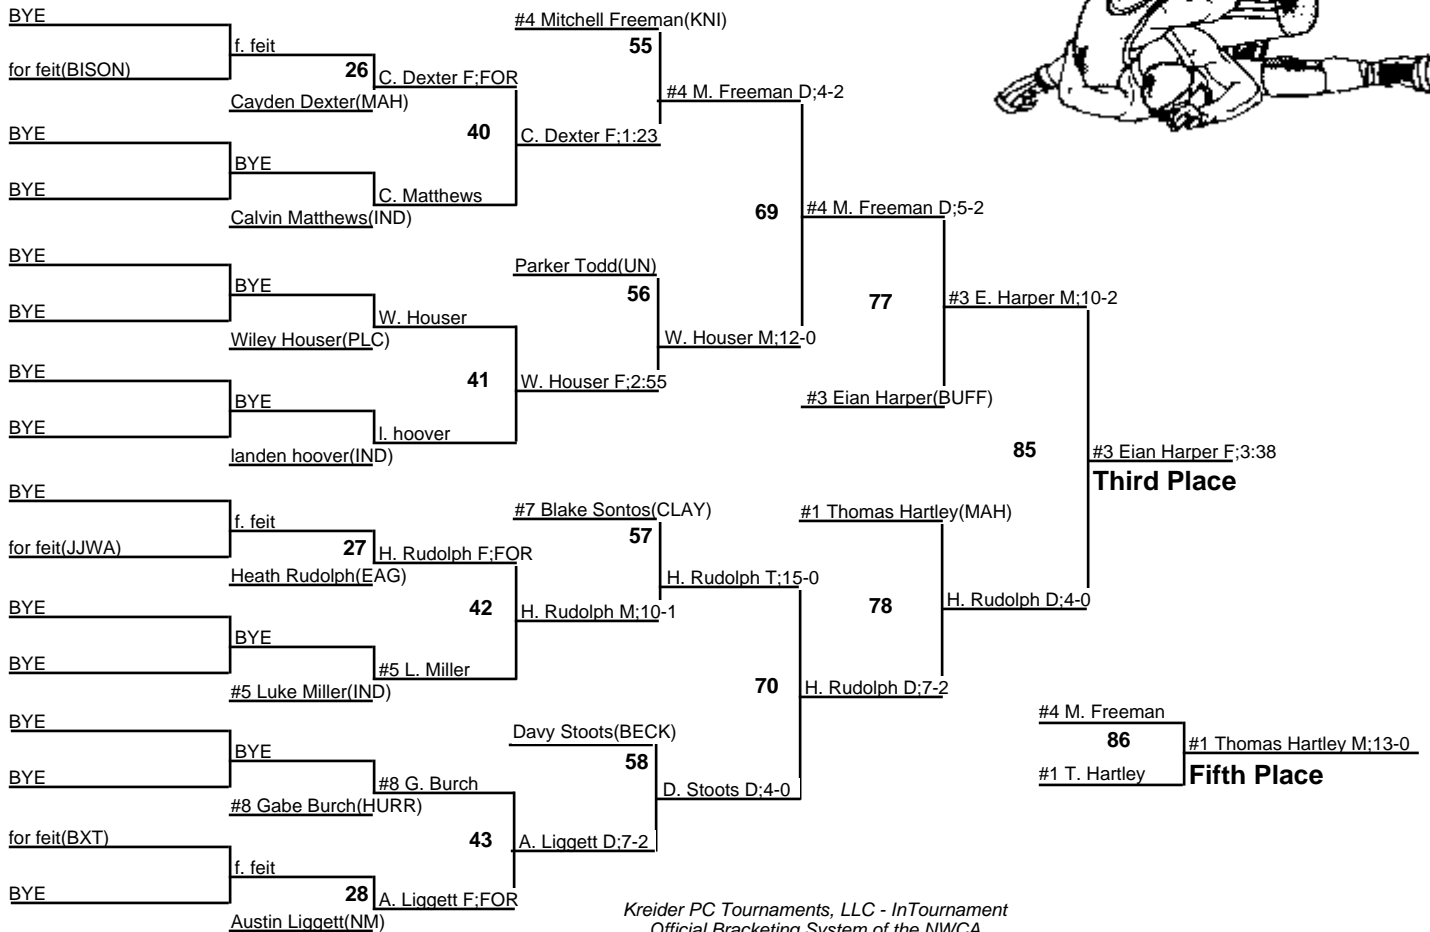 BYE
#4 Mitchell Freeman(KNI)
f. feit
55
for feit(BISON)
26
C. Dexter F;FOR
#4 M. Freeman D;4-2
Cayden Dexter(MAH)
BYE
40
C. Dexter F;1:23
BYE
BYE
C. Matthews
69
#4 M. Freeman D;5-2
Calvin Matthews(IND)
BYE
Parker Todd(UN)
BYE
56
77
#3 E. Harper M;10-2
BYE
W. Houser
Wiley Houser(PLC)
W. Houser M;12-0
BYE
41
W. Houser F;2:55
BYE
#3 Eian Harper(BUFF)
BYE
l. hoover
landen hoover(IND)
85
#3 Eian Harper F;3:38
Third Place
BYE
#7 Blake Sontos(CLAY)
#1 Thomas Hartley(MAH)
f. feit
57
for feit(JJWA)
27
H. Rudolph F;FOR
Heath Rudolph(EAG)
H. Rudolph T;15-0
BYE
42
H. Rudolph M;10-1
78
H. Rudolph D;4-0
BYE
BYE
#5 L. Miller
#5 Luke Miller(IND)
70
H. Rudolph D;7-2
BYE
Davy Stoots(BECK)
#4 M. Freeman
BYE
58
86
#1 Thomas Hartley M;13-0
BYE
#8 G. Burch
D. Stoots D;4-0
#1 T. Hartley
Fifth Place
#8 Gabe Burch(HURR)
for feit(BXT)
43
A. Liggett D;7-2
f. feit
BYE
28
A. Liggett F;FOR
Austin Liggett(NM)
Kreider PC Tournaments, LLC - InTournament
Official Bracketing System of the NWCA